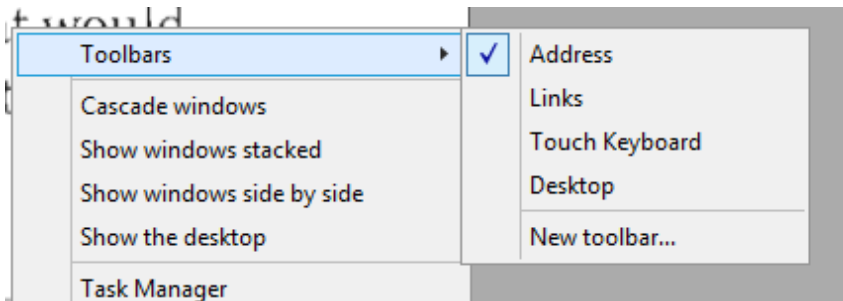 t would
Toolbars
Cascade windows
Show windows stacked
Show windows side by side
Show the desktop
Task Manager
Address
Links
Touch Keyboard
Desktop
New toolbar...